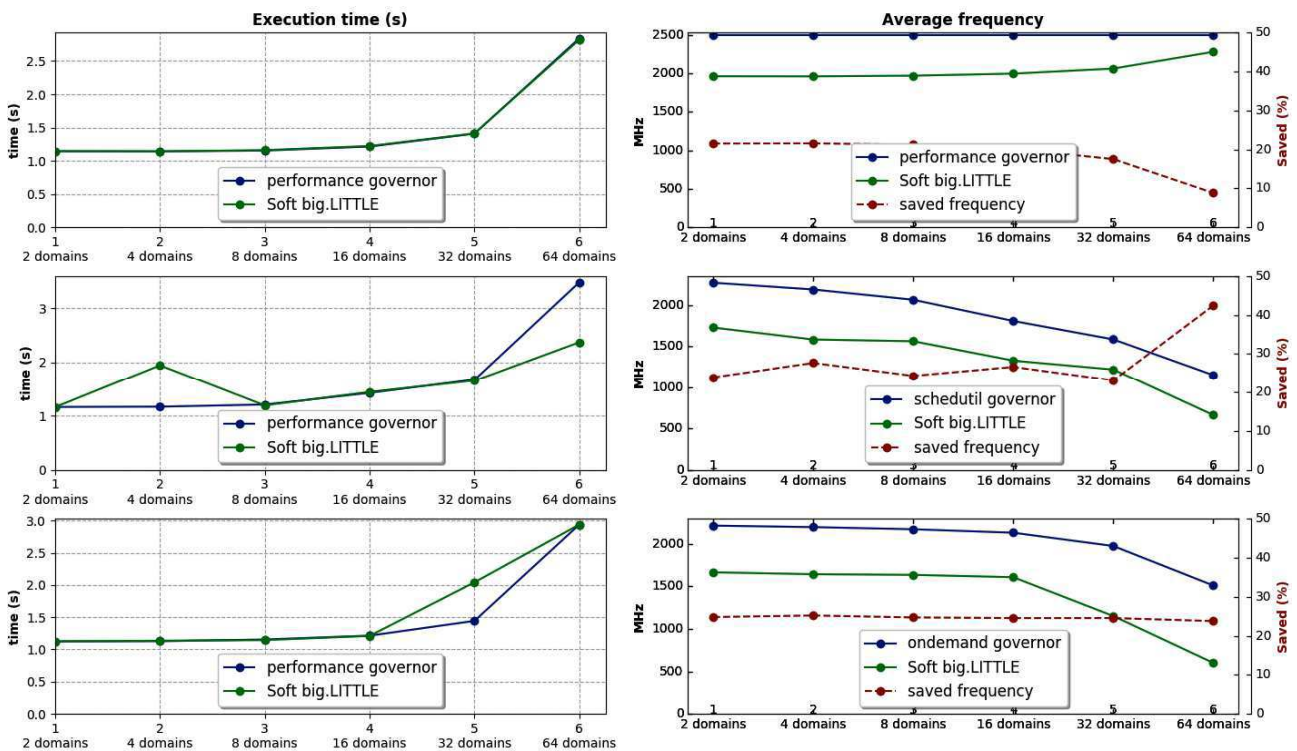 Execution time (s)
time (s)
2.5
2.0
1.5
1.0
0.5
0.0
performance governor
Soft big.LITTLE
1 2 3 4 5 6
2 domains 4 domains 8 domains 16 domains 32 domains 64 domains
Average frequency
MHz
2500
2000
1500
1000
500
0
50
40
30
20
10
0
Saved (%)
performance governor
Soft big.LITTLE
saved frequency
1 2 3 4 5 6
2 domains 4 domains 8 domains 16 domains 32 domains 64 domains
time (s)
3
2
1
0
performance governor
Soft big.LITTLE
1 2 3 4 5 6
2 domains 4 domains 8 domains 16 domains 32 domains 64 domains
MHz
2000
1500
1000
500
0
50
40
30
20
10
0
Saved (%)
schedutil governor
Soft big.LITTLE
saved frequency
1 2 3 4 5 6
2 domains 4 domains 8 domains 16 domains 32 domains 64 domains
time (s)
3.0
2.5
2.0
1.5
1.0
0.5
0.0
performance governor
Soft big.LITTLE
1 2 3 4 5 6
2 domains 4 domains 8 domains 16 domains 32 domains 64 domains
MHz
2000
1500
1000
500
0
50
40
30
20
10
0
Saved (%)
ondemand governor
Soft big.LITTLE
saved frequency
1 2 3 4 5 6
2 domains 4 domains 8 domains 16 domains 32 domains 64 domains